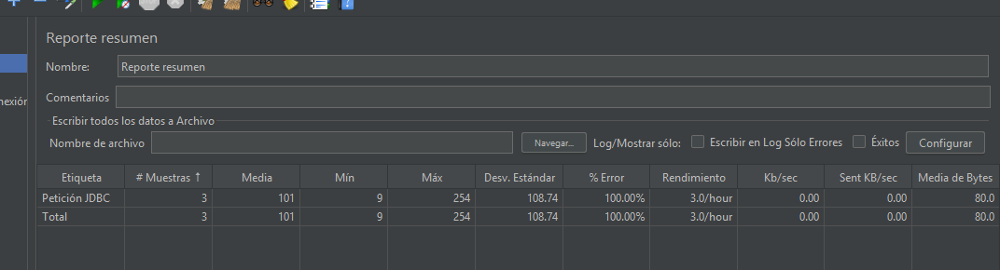 Reporte resumen
Nombre: Reporte resumen
nexión Comentarios
Escribir todos los datos a Archivo
Nombre de archivo Navegar... Log/Mostrar sólo: Escribir en Log Sólo Errores Éxitos Configurar
Etiqueta # Muestras ↑ Media Mín Máx Desv. Estándar % Error Rendimiento Kb/sec Sent KB/sec Media de Bytes
Petición JDBC 3 101 9 254 108.74 100.00% 3.0/hour 0.00 0.00 80.0
Total 3 101 9 254 108.74 100.00% 3.0/hour 0.00 0.00 80.0